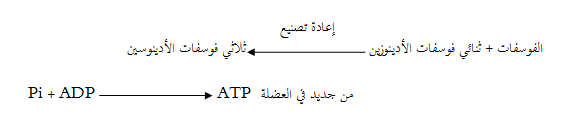 إعادة تصنيع
الفوسفات + ثنائي فوسفات الأدينوزين ثلاثي فوسفات الأدينوسين
Pi + ADP ATP من جديد في العضلة